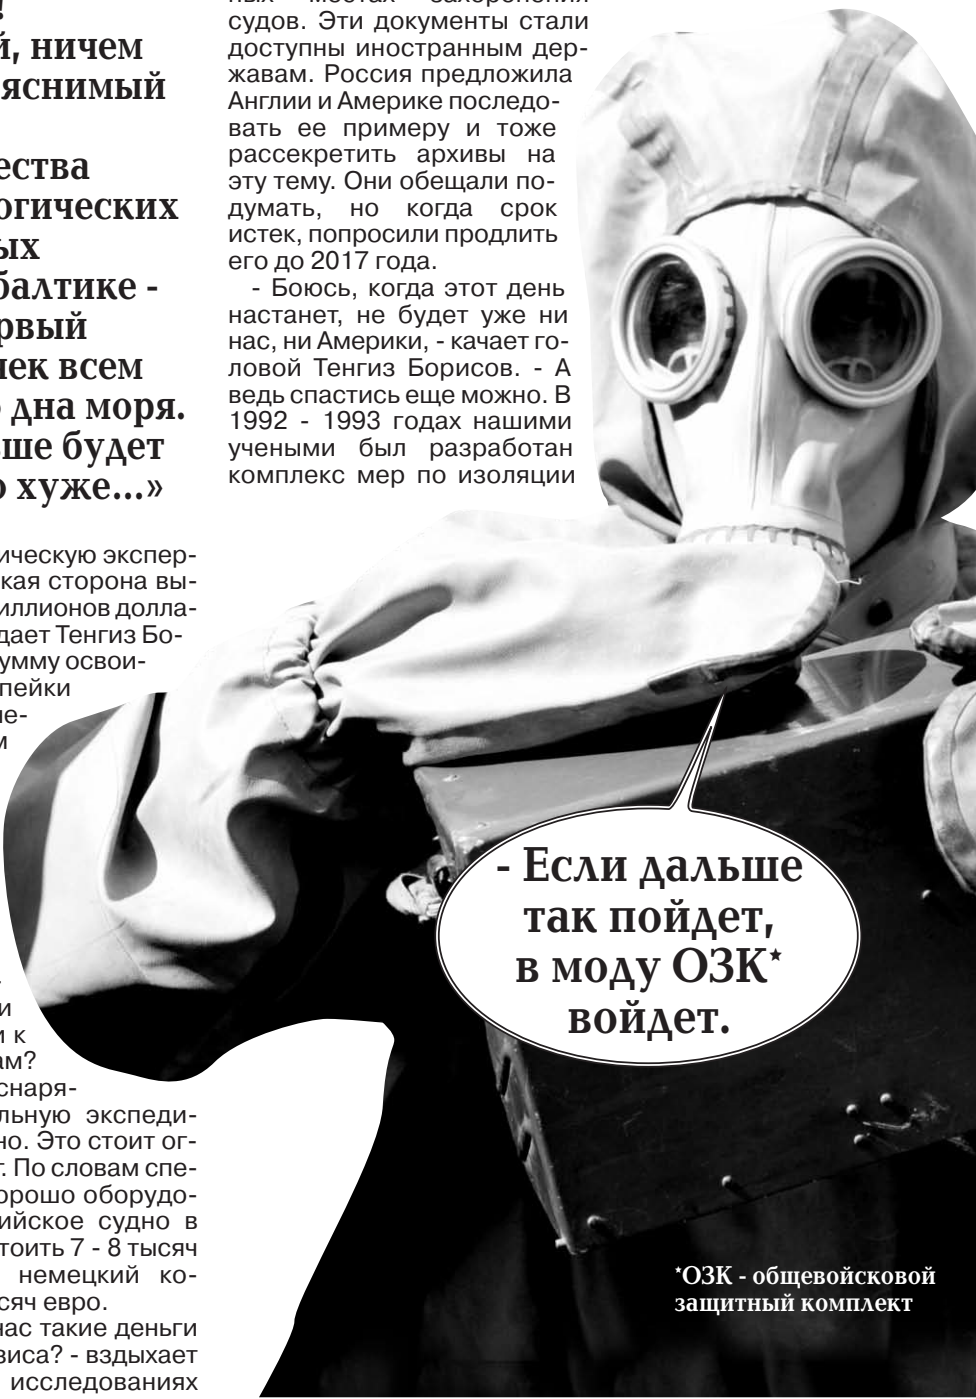 й, ничем
яснимый
ества
огических
ых
балтике -
рвый
лек всем
дна моря.
ьше будет
о хуже...»
ическую экспер-
кая сторона вы-
иллионов долла-
дает Тенгиз Бо-
умму освои-
пейки
ле-
м
и
и к
ам?
снаря-
льную экспеди-
но. Это стоит ог-
т. По словам спе-
орошо оборудо-
ийское судно в
тоить 7 - 8 тысяч
немецкий ко-
сяч евро.
нас такие деньги
виса? - вздыхает
исследованиях
ных местах захоронения
судов. Эти документы стали
доступны иностранным дер-
жавам. Россия предложила
Англии и Америке последо-
вать ее примеру и тоже
рассекретить архивы на
эту тему. Они обещали по-
думать, но когда срок
истек, попросили продлить
его до 2017 года.
- Боюсь, когда этот день
настанет, не будет уже ни
нас, ни Америки, - качает го-
ловой Тенгиз Борисов. - А
ведь спастись еще можно. В
1992 - 1993 годах нашими
учеными был разработан
комплекс мер по изоляции
- Если дальше
так пойдет,
в моду ОЗК*
войдет.
*ОЗК - общевойсковой
защитный комплект